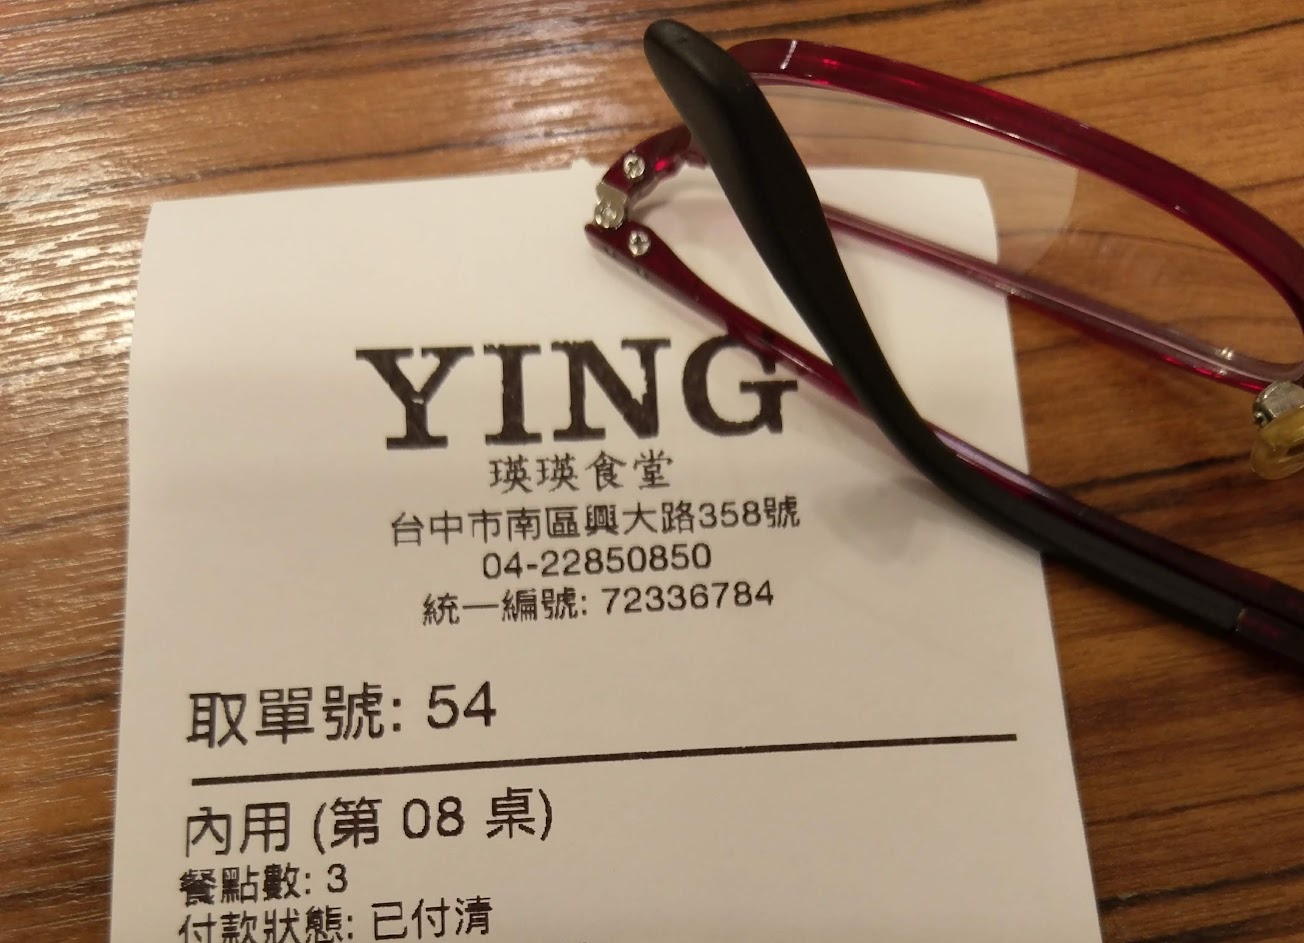 YING
瑛瑛食堂
台中市南區興大路358號
04-22850850
統一編號: 72336784
取單號: 54
內用 (第 08 桌)
餐點數: 3
付款狀態: 已付清